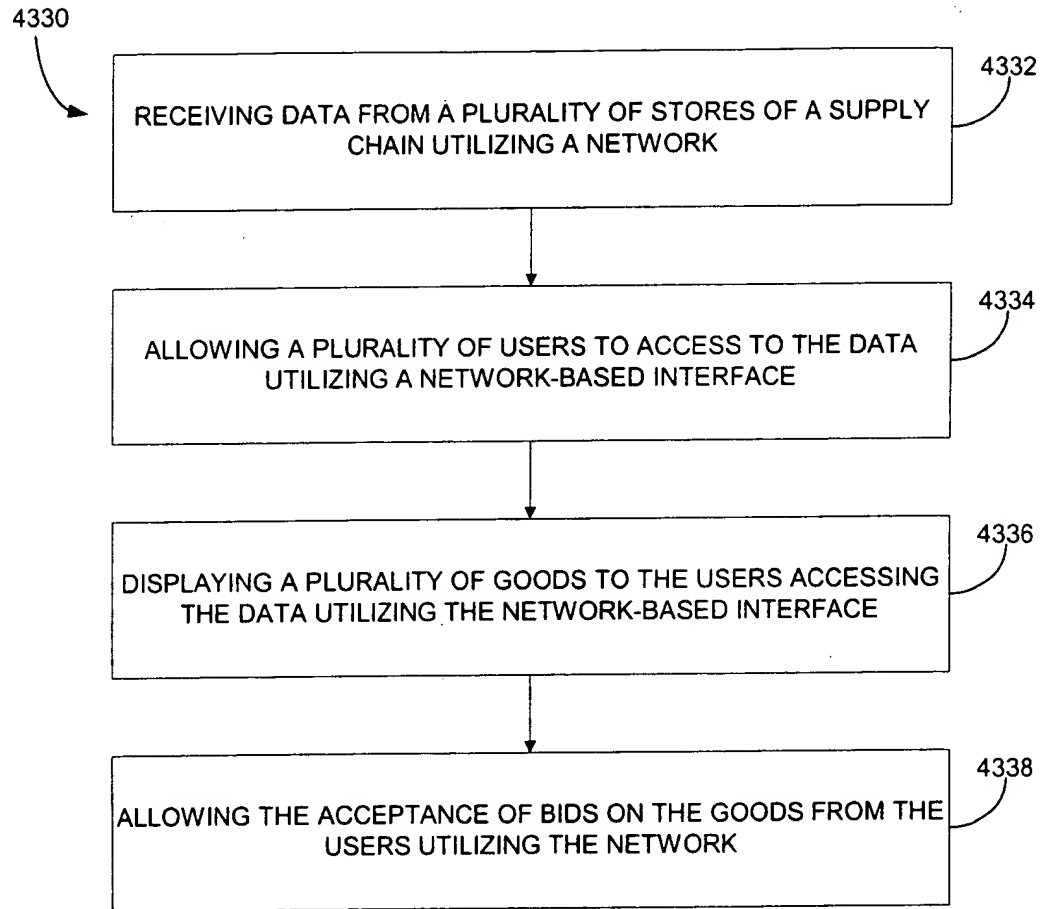 4330
4332
RECEIVING DATA FROM A PLURALITY OF STORES OF A SUPPLY
CHAIN UTILIZING A NETWORK
4334
ALLOWING A PLURALITY OF USERS TO ACCESS TO THE DATA
UTILIZING A NETWORK-BASED INTERFACE
4336
DISPLAYING A PLURALITY OF GOODS TO THE USERS ACCESSING
THE DATA UTILIZING THE NETWORK-BASED INTERFACE
4338
ALLOWING THE ACCEPTANCE OF BIDS ON THE GOODS FROM THE
USERS UTILIZING THE NETWORK